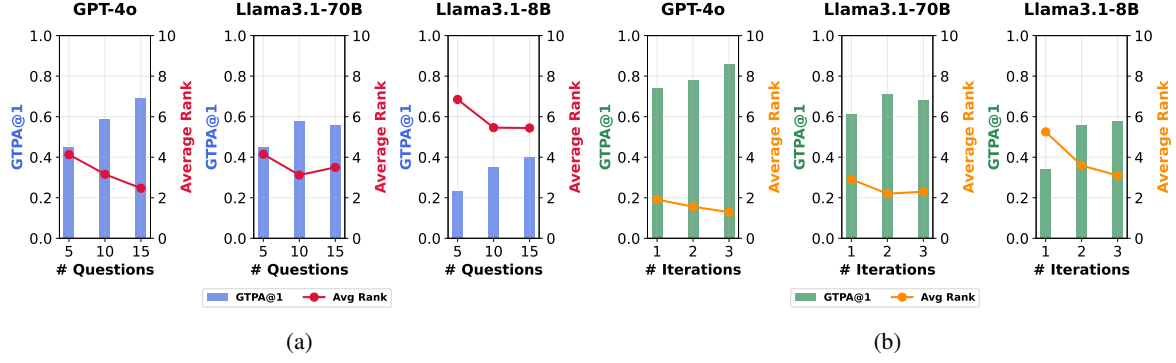 GPT-4o
Llama3.1-70B
Llama3.1-8B
GPT-4o
Llama3.1-70B
Llama3.1-8B
1.0 0.8 0.6 0.4 0.2 0.0
GTPA@1
10 8 6 4 2 0
Average Rank
5 10 15
# Questions
1.0 0.8 0.6 0.4 0.2 0.0
GTPA@1
10 8 6 4 2 0
Average Rank
5 10 15
# Questions
1.0 0.8 0.6 0.4 0.2 0.0
GTPA@1
10 8 6 4 2 0
Average Rank
5 10 15
# Questions
1.0 0.8 0.6 0.4 0.2 0.0
GTPA@1
10 8 6 4 2 0
Average Rank
1 2 3
# Iterations
1.0 0.8 0.6 0.4 0.2 0.0
GTPA@1
10 8 6 4 2 0
Average Rank
1 2 3
# Iterations
1.0 0.8 0.6 0.4 0.2 0.0
GTPA@1
10 8 6 4 2 0
Average Rank
1 2 3
# Iterations
GTPA@1 Avg Rank
GTPA@1 Avg Rank
(a)
(b)